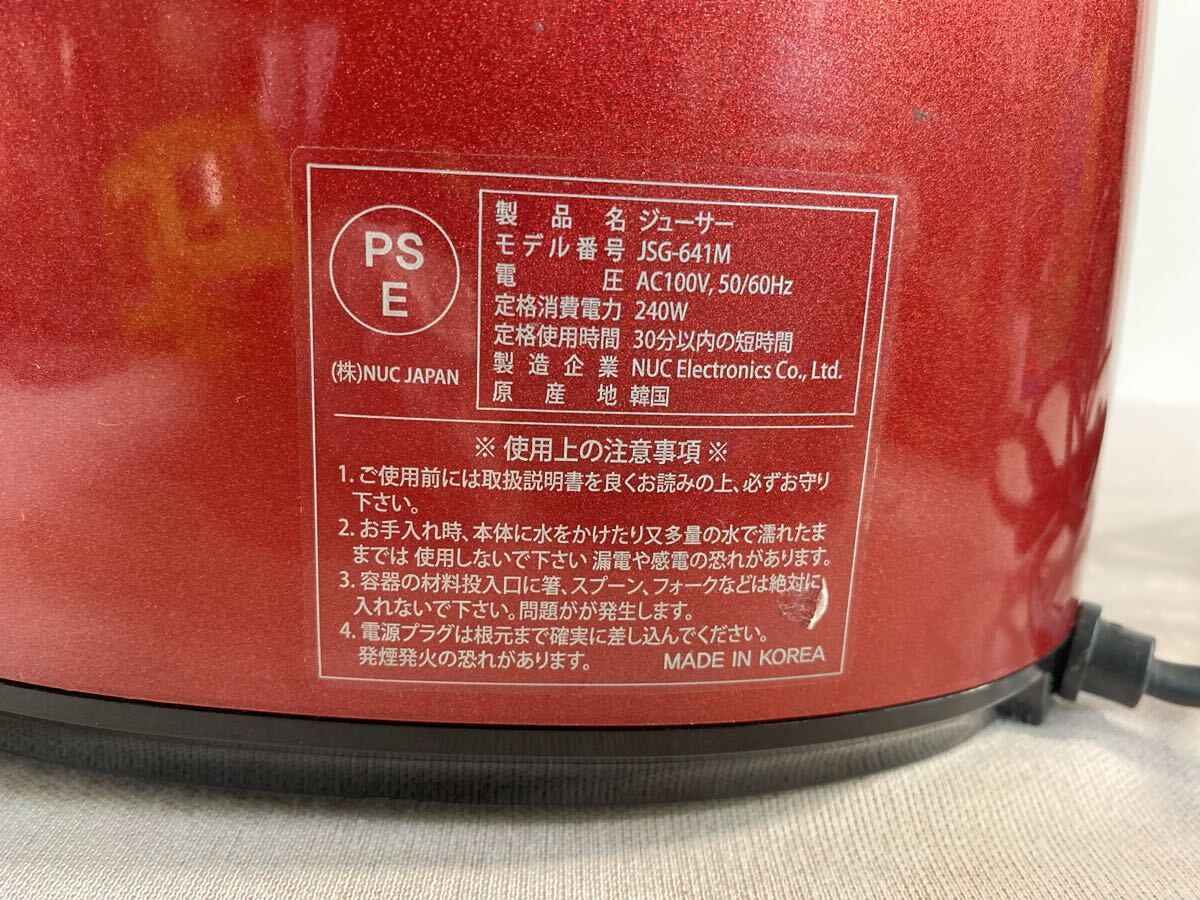 PS
E
(株)NUC JAPAN
製品名 ジューサー
モデル番号 JSG-641M
電圧 AC100V, 50/60Hz
定格消費電力 240W
定格使用時間 30分以内の短時間
製造企業 NUC Electronics Co., Ltd.
原産地 韓国
※ 使用上の注意事項 ※
1. ご使用前には取扱説明書を良くお読みの上、必ずお守り
下さい。
2. お手入れ時、本体に水をかけたり又多量の水で濡れたま
までは 使用しないで下さい 漏電や感電の恐れがあります。
3. 容器の材料投入口に箸、スプーン、フォークなどは絶対に
入れないで下さい。問題がが発生します。
4. 電源プラグは根元まで確実に差し込んでください。
発煙発火の恐れがあります。
MADE IN KOREA